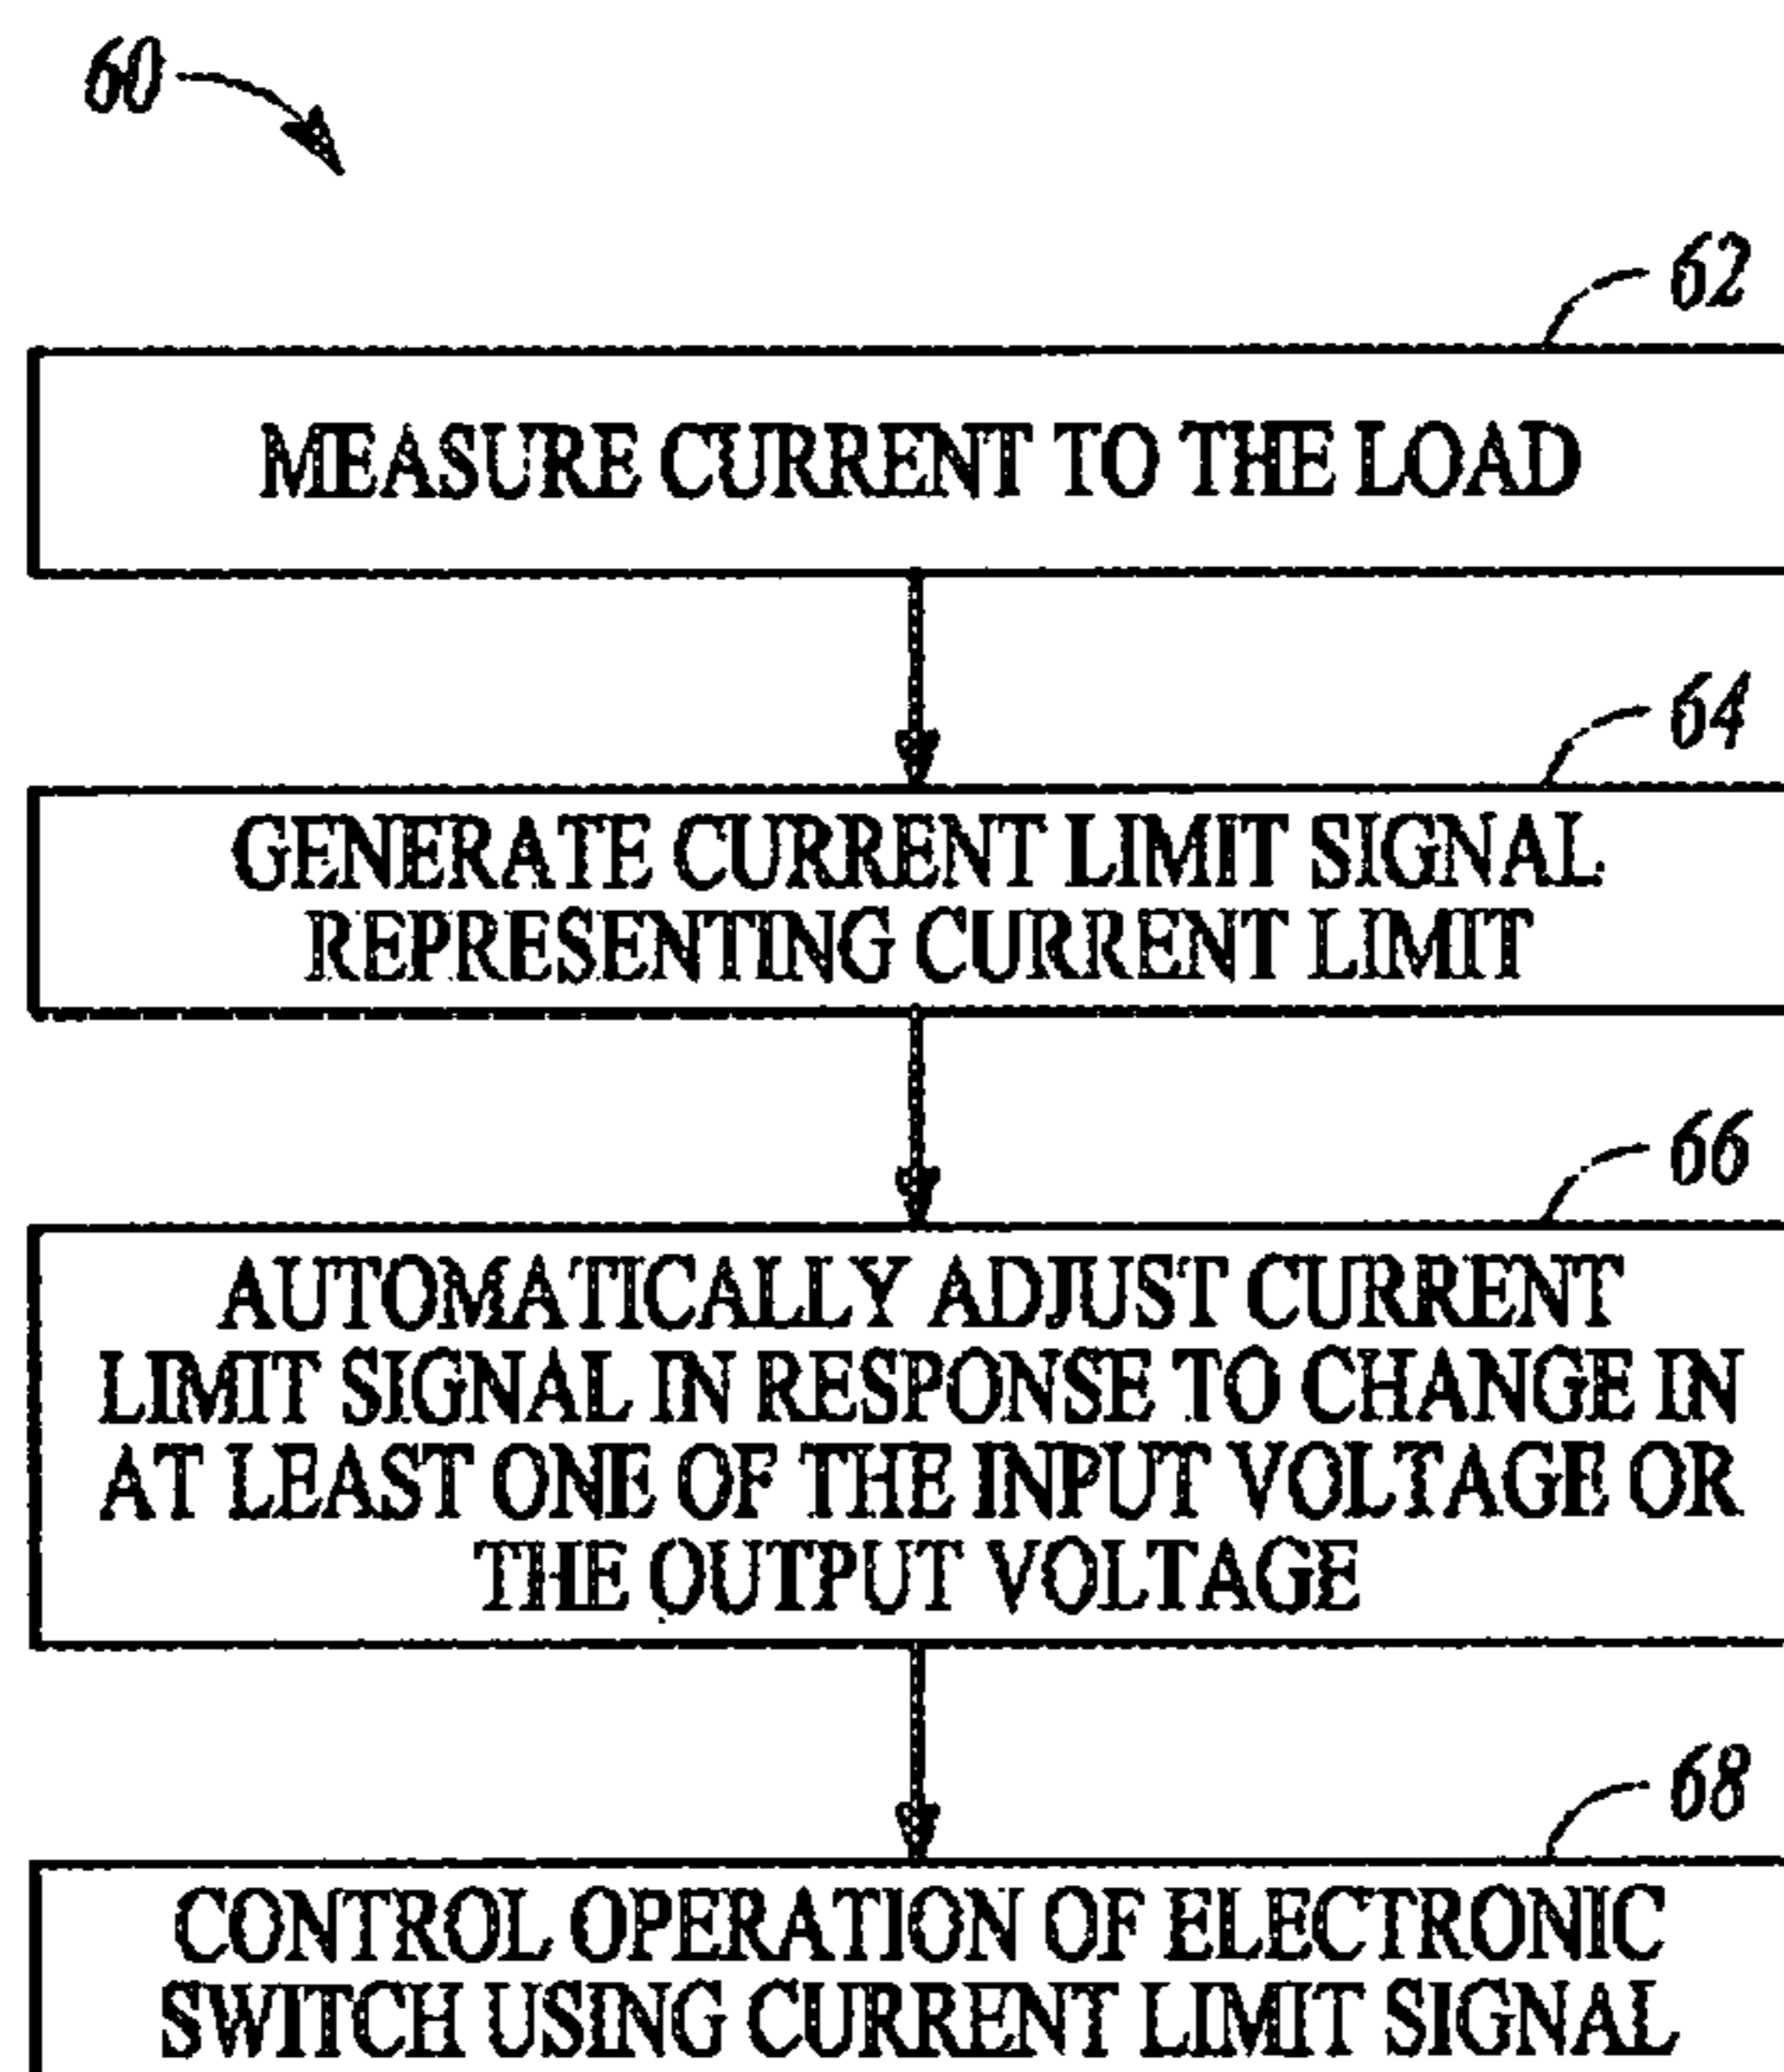 60
62
MEASURE CURRENT TO THE LOAD
64
GENERATE CURRENT LIMIT SIGNAL
REPRESENTING CURRENT LIMIT
66
AUTOMATICALLY ADJUST CURRENT
LIMIT SIGNAL IN RESPONSE TO CHANGE IN
AT LEAST ONE OF THE INPUT VOLTAGE OR
THE OUTPUT VOLTAGE
68
CONTROL OPERATION OF ELECTRONIC
SWITCH USING CURRENT LIMIT SIGNAL